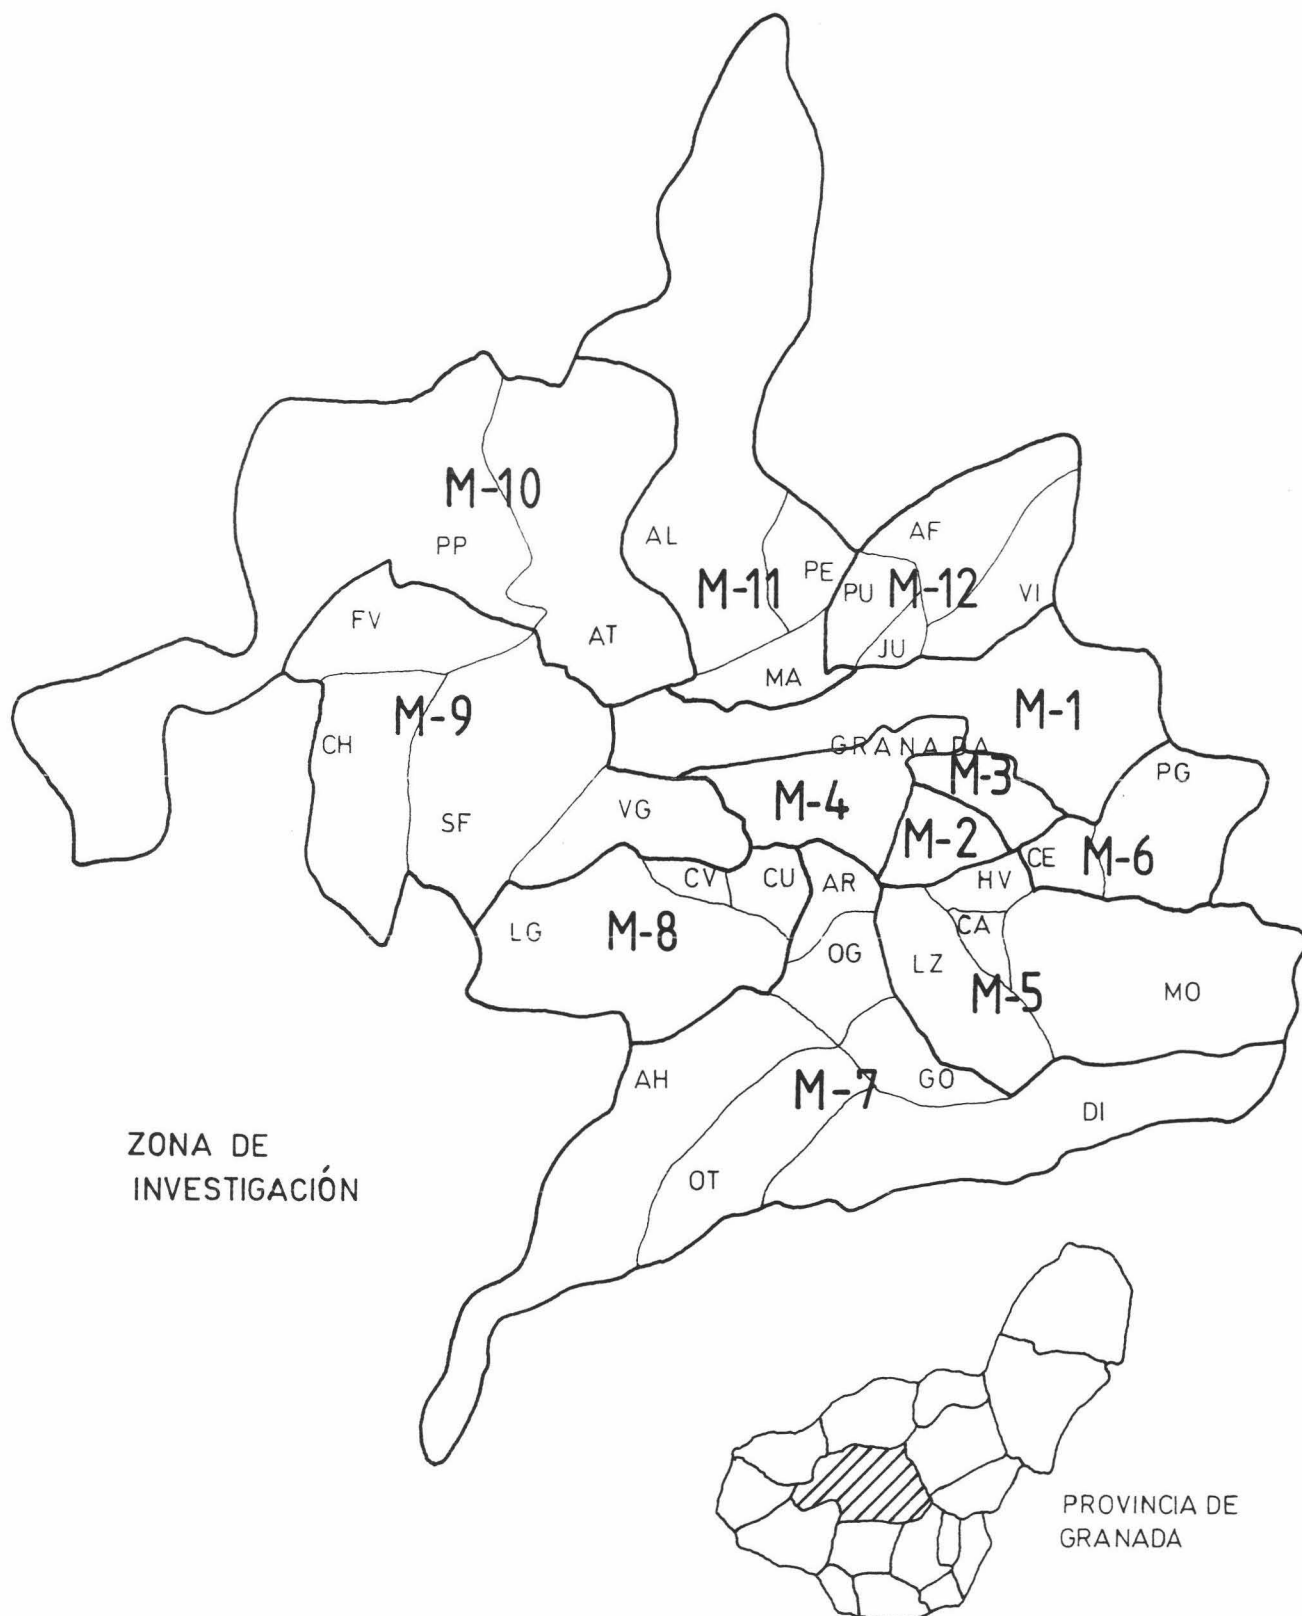 M-10
AF
AL
PP
PE
M-11
PU
M-12
VI
FV
AT
JU
MA
M-9
M-1
CH
GRANADA
M-3
PG
M-4
VG
SF
M-2
CE
M-6
CV
CU
AR
HV
LG
M-8
CA
OG
LZ
M-5
MO
AH
M-7
GO
DI
ZONA DE
INVESTIGACIÓN
OT
PROVINCIA DE
GRANADA